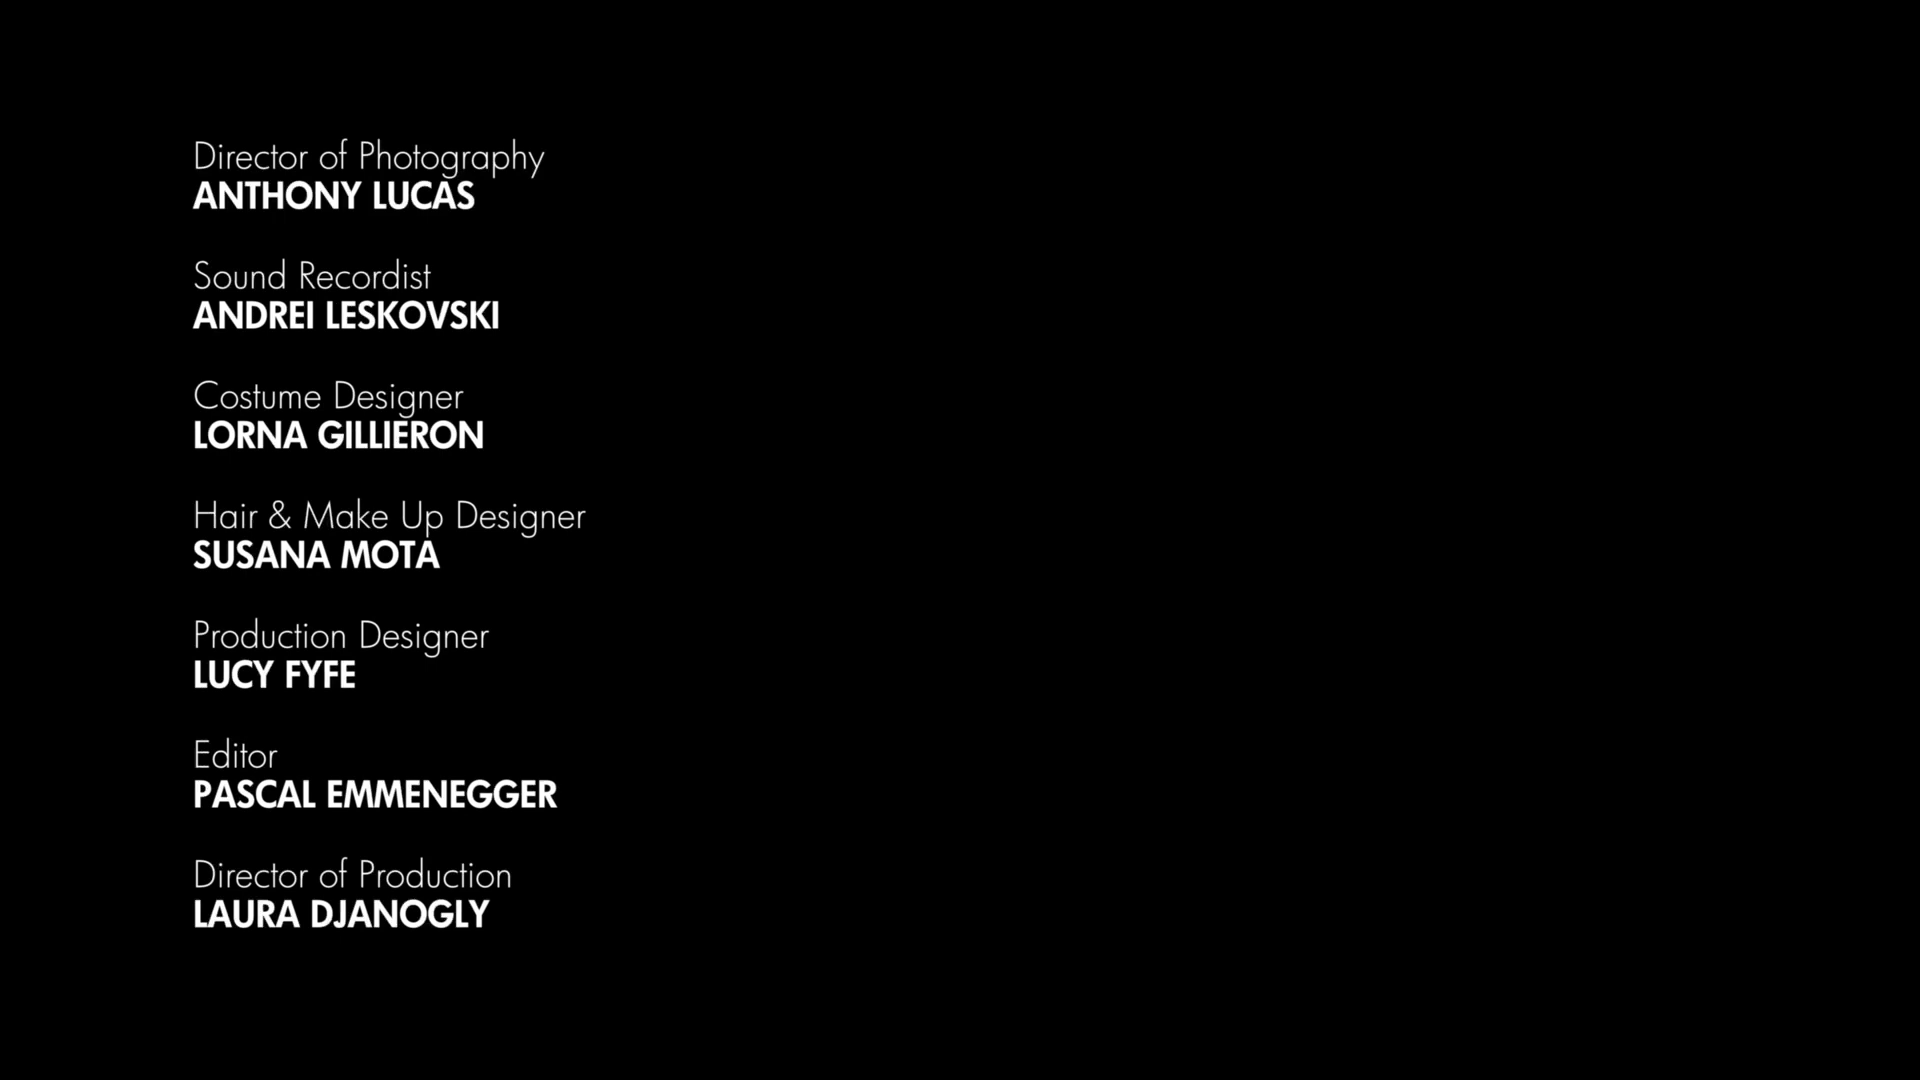 Director of Photography
ANTHONY LUCAS
Sound Recordist
ANDREI LESKOVSKI
Costume Designer
LORNA GILLIERON
Hair & Make Up Designer
SUSANA MOTA
Production Designer
LUCY FYFE
Editor
PASCAL EMMENEGGER
Director of Production
LAURA DJANOGLY